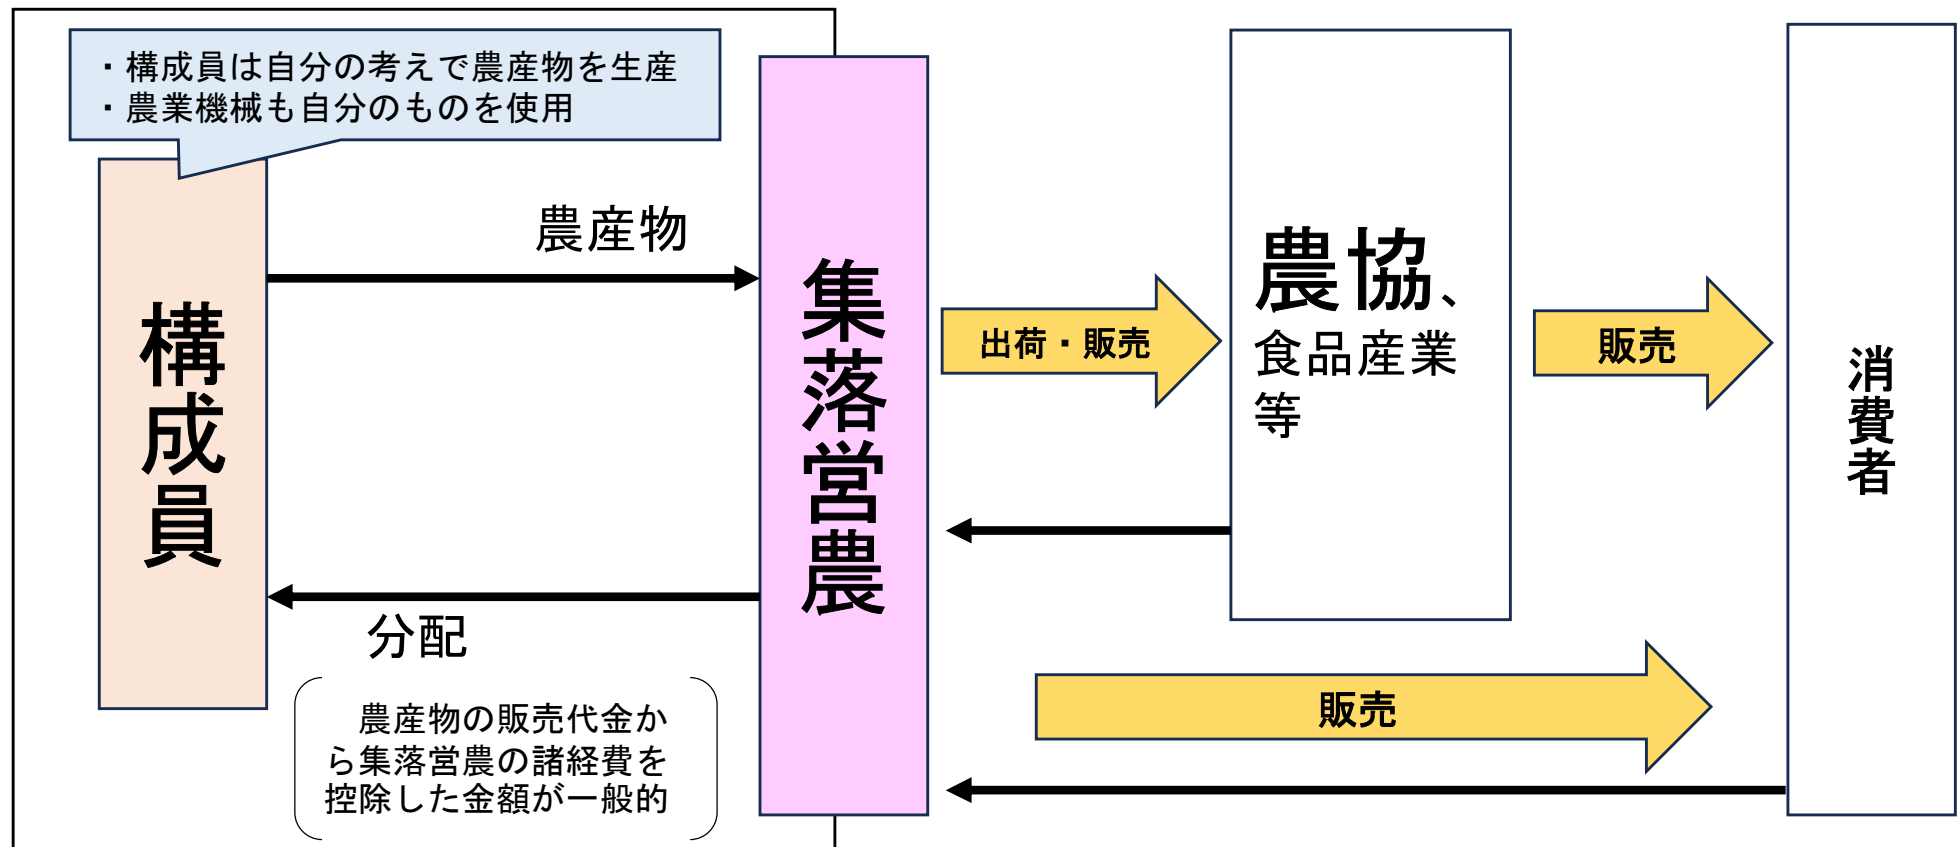 ・構成員は自分の考えで農産物を生産
・農業機械も自分のものを使用
構成員
農産物
集落営農
出荷・販売
農協、
食品産業
等
販売
消費者
分配
農産物の販売代金か
ら集落営農の諸経費を
控除した金額が一般的
販売